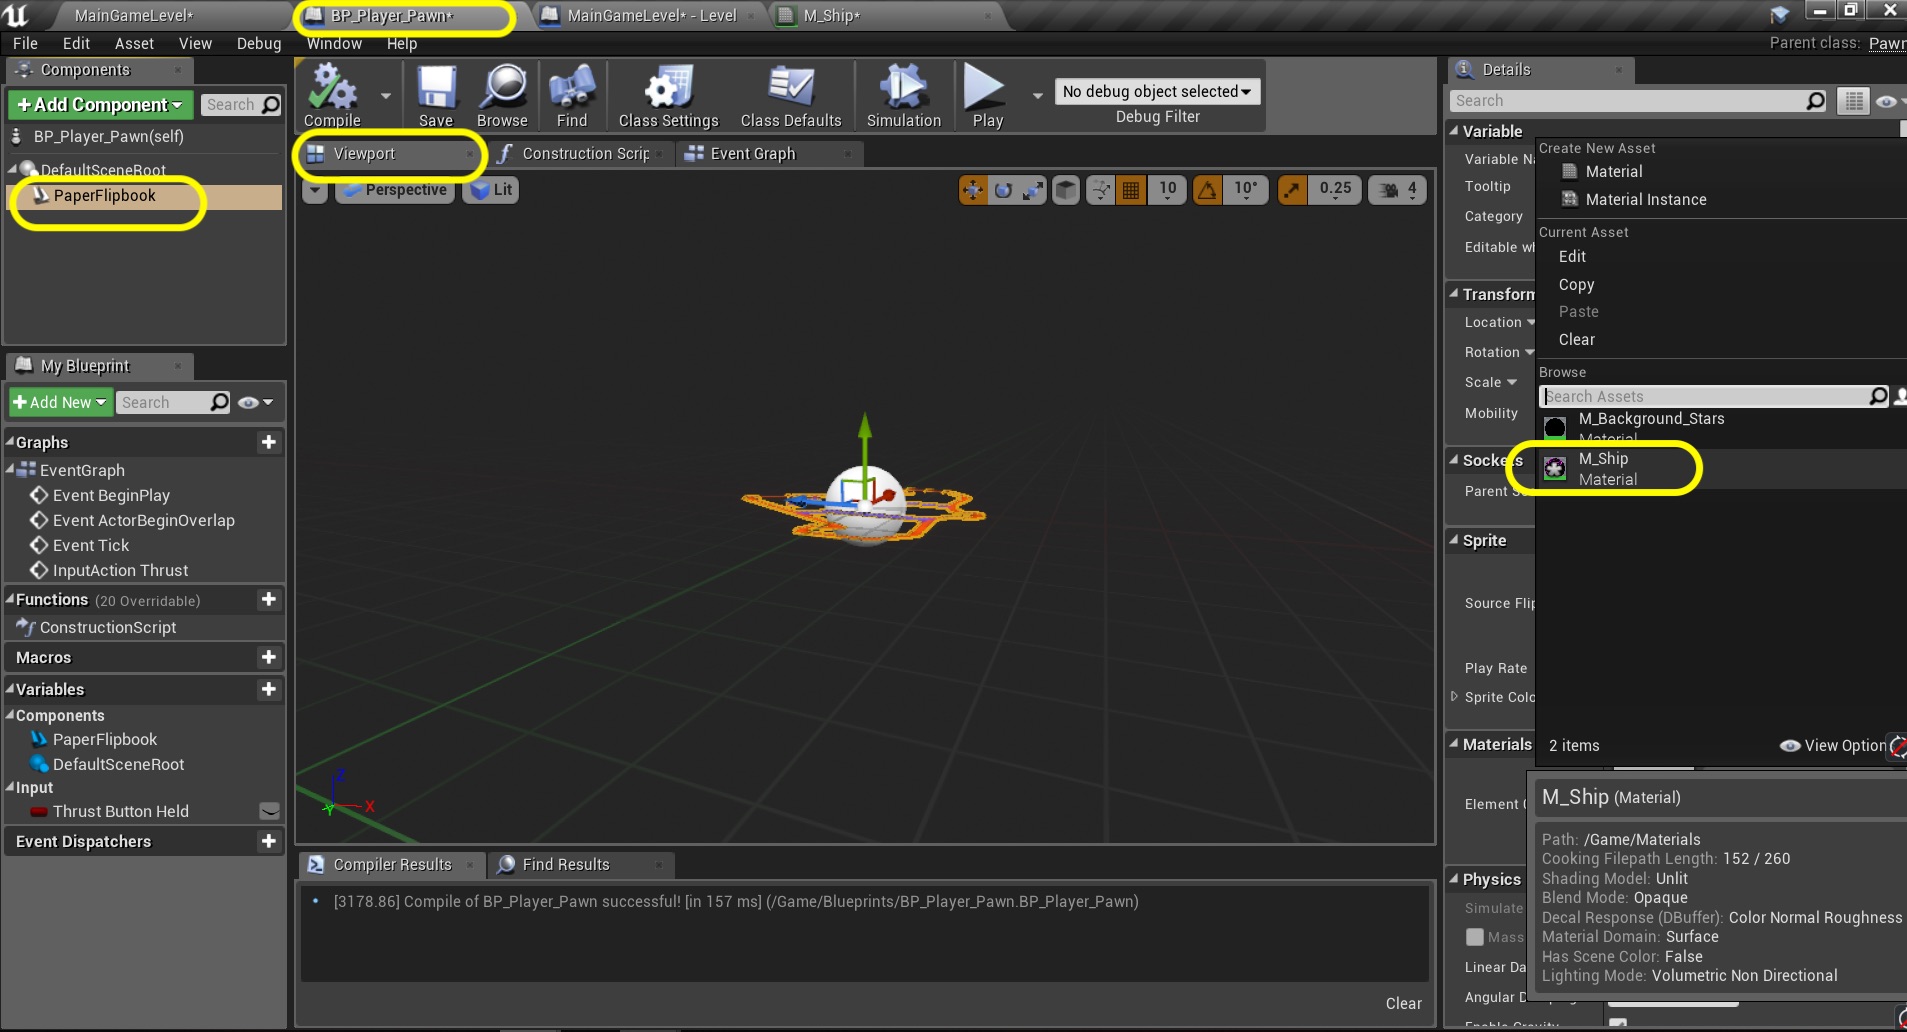 MainGameLevel*
BP_Player_Pawn*
MainGameLevel* - Level
M_Ship*
File Edit Asset View Debug Window Help
Parent class: Pawn
Components
Add Component
Search
BP_Player_Pawn(self)
DefaultSceneRoot
PaperFlipbook
Compile
Save
Browse
Find
Class Settings
Class Defaults
Simulation
Play
No debug object selected
Debug Filter
Viewport
Construction Scrip
Event Graph
Perspective
Lit
10
10°
0.25
4
Z
X
Y
My Blueprint
Add New
Search
Graphs
EventGraph
Event BeginPlay
Event ActorBeginOverlap
Event Tick
InputAction Thrust
Functions (20 Overridable)
ConstructionScript
Macros
Variables
Components
PaperFlipbook
DefaultSceneRoot
Input
Thrust Button Held
Event Dispatchers
Compiler Results
Find Results
[3178.86] Compile of BP_Player_Pawn successful! [in 157 ms] (/Game/Blueprints/BP_Player_Pawn.BP_Player_Pawn)
Clear
Details
Search
Variable
Variable Na
Tooltip
Category
Editable wh
Transform
Location
Rotation
Scale
Mobility
Sockets
Parent So
Sprite
Source Flip
Play Rate
Sprite Colo
Materials
Element
Physics
Simulate
Mass
Linear Da
Angular D
Enable Gravity
Create New Asset
Material
Material Instance
Current Asset
Edit
Copy
Paste
Clear
Browse
Search Assets
M_Background_Stars
Material
M_Ship
Material
2 items
View Option
M_Ship (Material)
Path: /Game/Materials
Cooking Filepath Length: 152 / 260
Shading Model: Unlit
Blend Mode: Opaque
Decal Response (DBuffer): Color Normal Roughness
Material Domain: Surface
Has Scene Color: False
Lighting Mode: Volumetric Non Directional